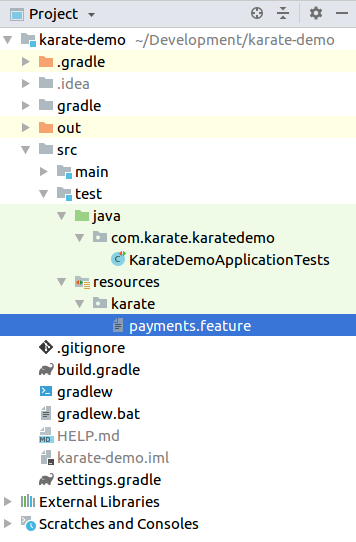 Project
karate-demo ~/Development/karate-demo
.gradle
.idea
gradle
out
src
main
test
java
com.karate.karatedemo
C KarateDemoApplicationTests
resources
karate
payments.feature
.gitignore
build.gradle
gradlew
gradlew.bat
MD HELP.md
karate-demo.iml
settings.gradle
External Libraries
Scratches and Consoles